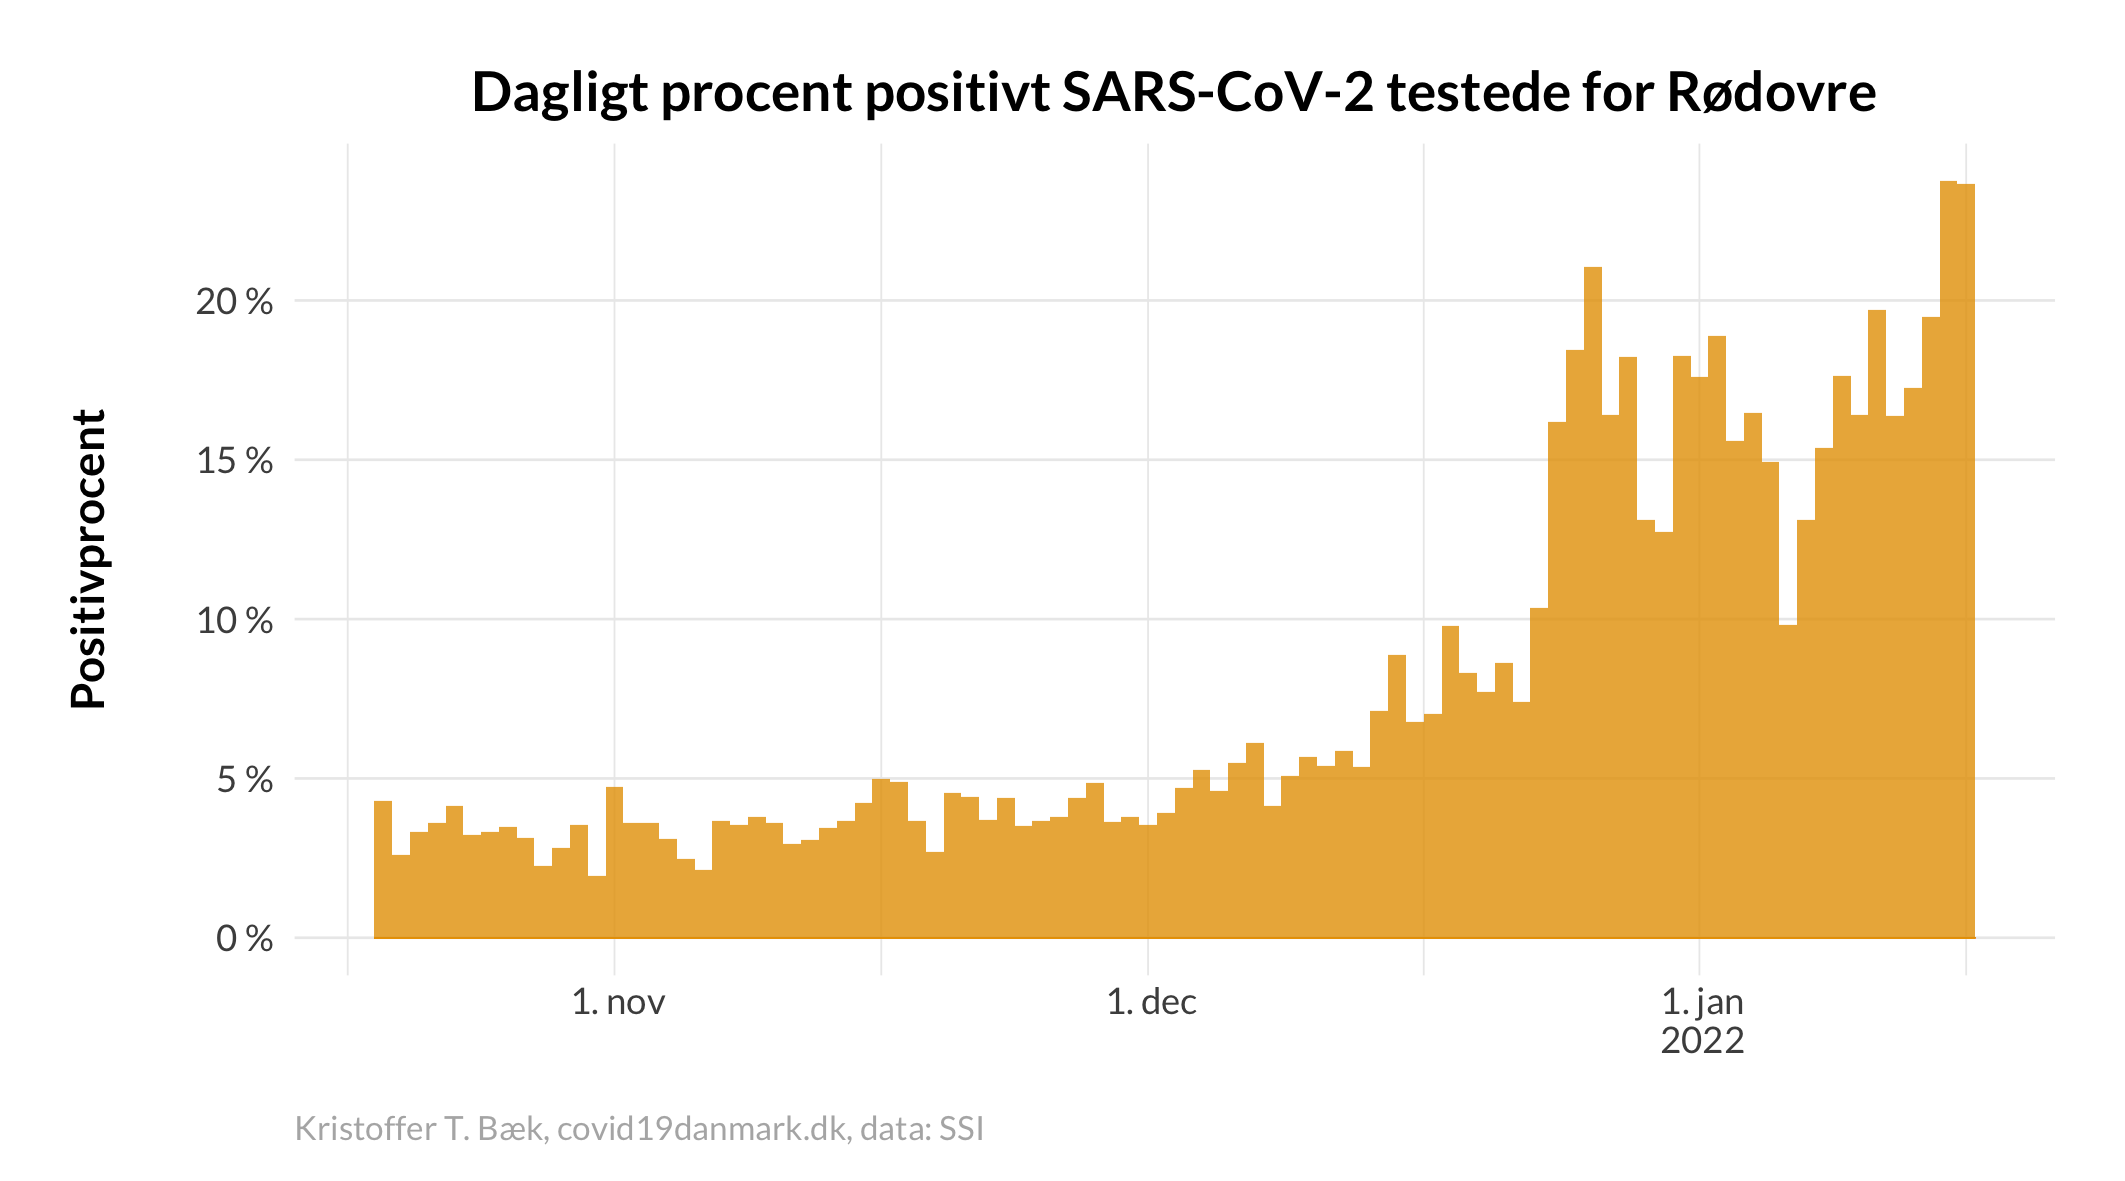 Dagligt procent positivt SARS-CoV-2 testede for Rødovre
Positivprocent
20 %
15 %
10 %
5 %
0 %
1. nov
1. dec
1. jan
2022
Kristoffer T. Bæk, covid19danmark.dk, data: SSI